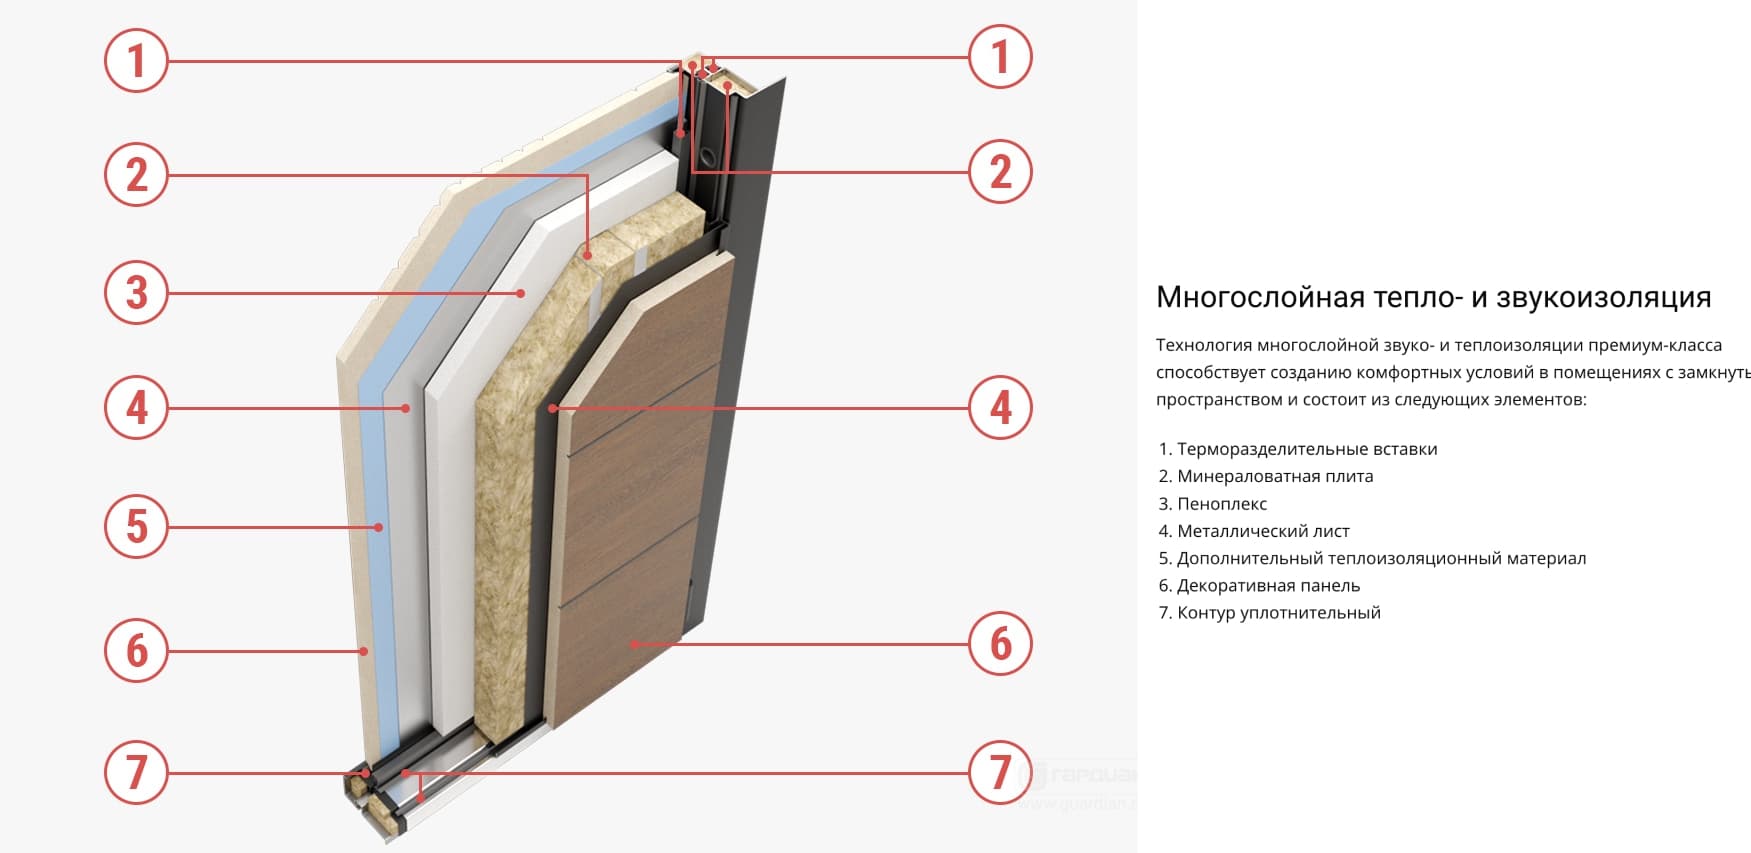 1
1
2
2
3
4
4
5
6
6
7
7
гардиан
www.guardian.r
Многослойная тепло- и звукоизоляция
Технология многослойной звуко- и теплоизоляции премиум-класса
способствует созданию комфортных условий в помещениях с замкнуть
пространством и состоит из следующих элементов:
1. Терморазделительные вставки
2. Минераловатная плита
3. Пеноплекс
4. Металлический лист
5. Дополнительный теплоизоляционный материал
6. Декоративная панель
7. Контур уплотнительный